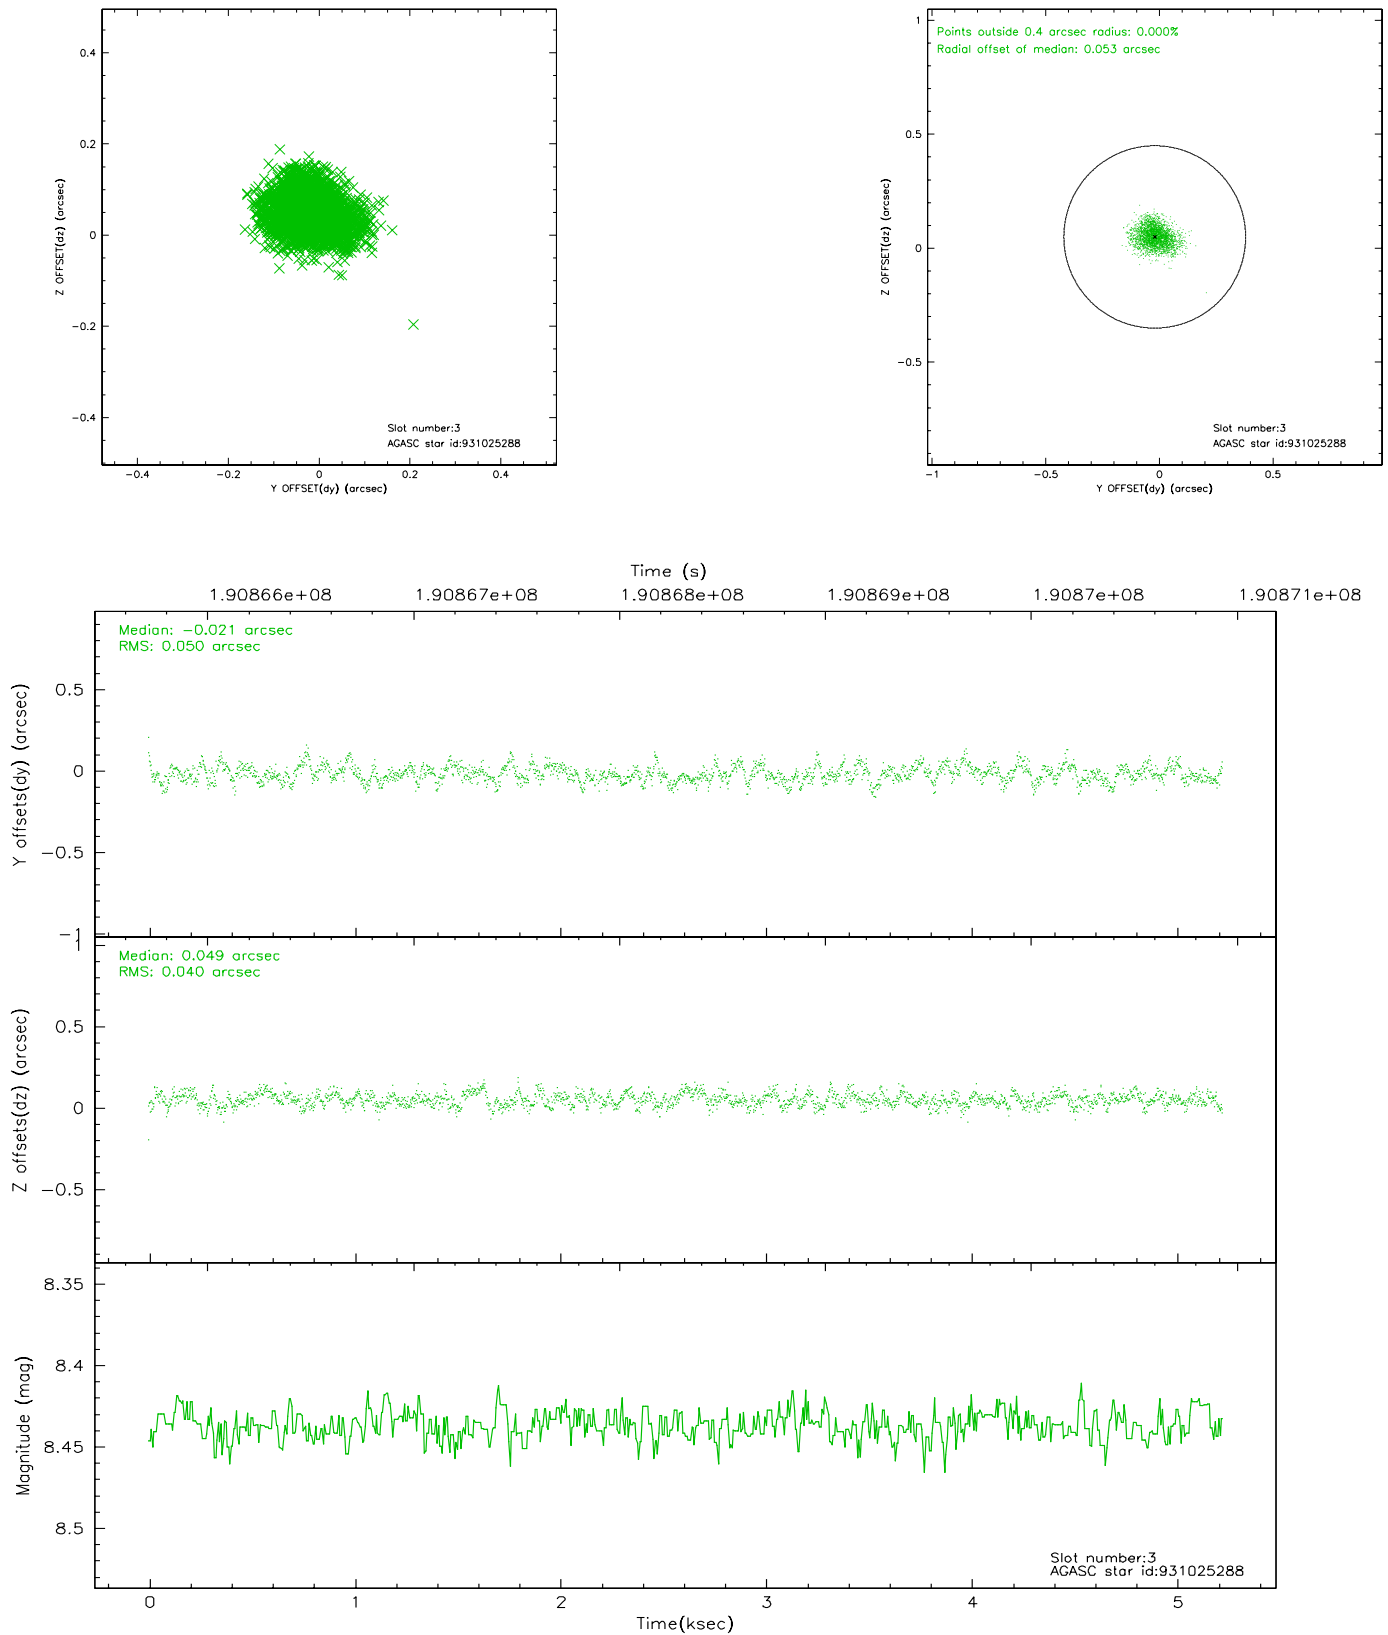 0.4
0.2
0
-0.2
-0.4
Z OFFSET(dz) (arcsec)
Slot number:3
AGASC star id:931025288
-0.4 -0.2 0 0.2 0.4
Y OFFSET(dy) (arcsec)
Points outside 0.4 arcsec radius: 0.000%
Radial offset of median: 0.053 arcsec
1
0.5
0
-0.5
Z OFFSET(dz) (arcsec)
Slot number:3
AGASC star id:931025288
-1 -0.5 0 0.5
Y OFFSET(dy) (arcsec)
Time (s)
1.90866e+08 1.90867e+08 1.90868e+08 1.90869e+08 1.9087e+08 1.90871e+08
Median: -0.021 arcsec
RMS: 0.050 arcsec
0.5
0
-0.5
-1
Y offsets(dy) (arcsec)
Median: 0.049 arcsec
RMS: 0.040 arcsec
1
0.5
0
-0.5
Z offsets(dz) (arcsec)
8.35
8.4
8.45
8.5
Magnitude (mag)
Slot number:3
AGASC star id:931025288
0 1 2 3 4 5
Time(ksec)